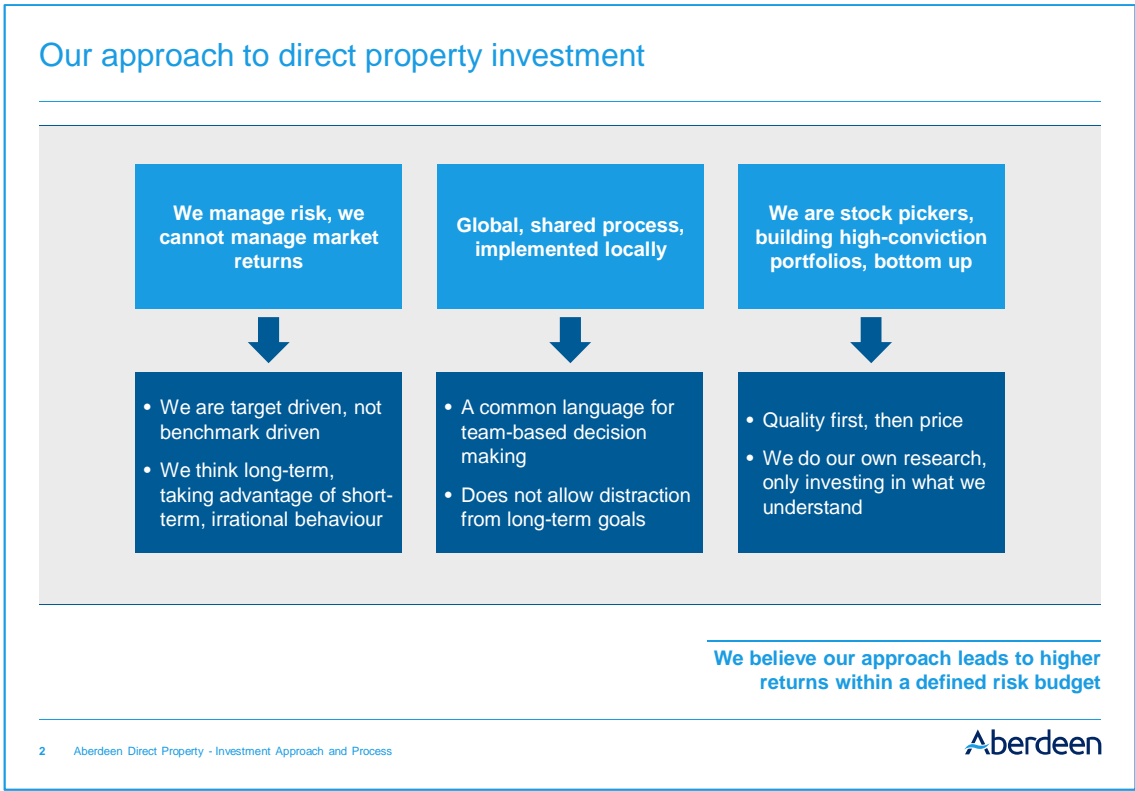 Our approach to direct property investment
We manage risk, we
cannot manage market
returns
Global, shared process,
implemented locally
We are stock pickers,
building high-conviction
portfolios, bottom up
• We are target driven, not
benchmark driven
• We think long-term,
taking advantage of short-
term, irrational behaviour
• A common language for
team-based decision
making
• Does not allow distraction
from long-term goals
• Quality first, then price
• We do our own research,
only investing in what we
understand
We believe our approach leads to higher
returns within a defined risk budget
2 Aberdeen Direct Property - Investment Approach and Process
Aberdeen